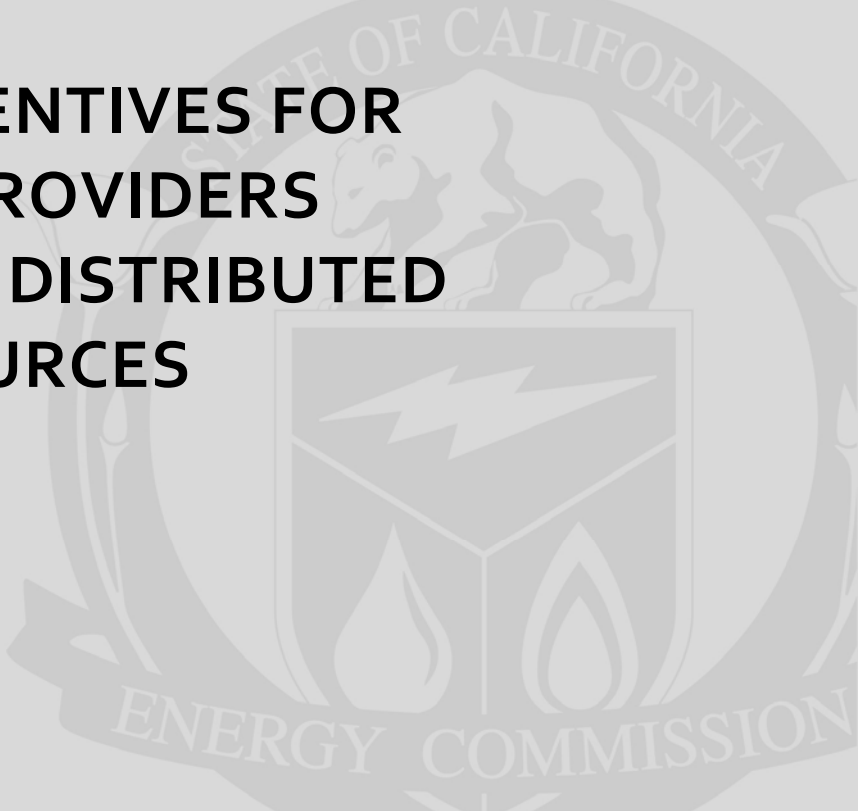 ENTIVES FOR
ROVIDERS
DISTRIBUTED
URCES
STATE OF CALIFORNIA
ENERGY COMMISSION